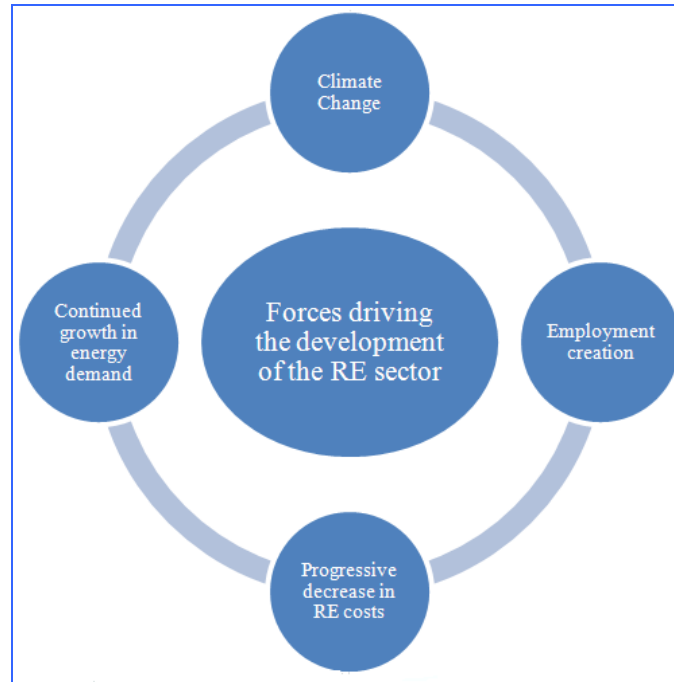 Climate
Change
Continued
growth in
energy
demand
Forces driving
the development
of the RE sector
Employment
creation
Progressive
decrease in
RE costs